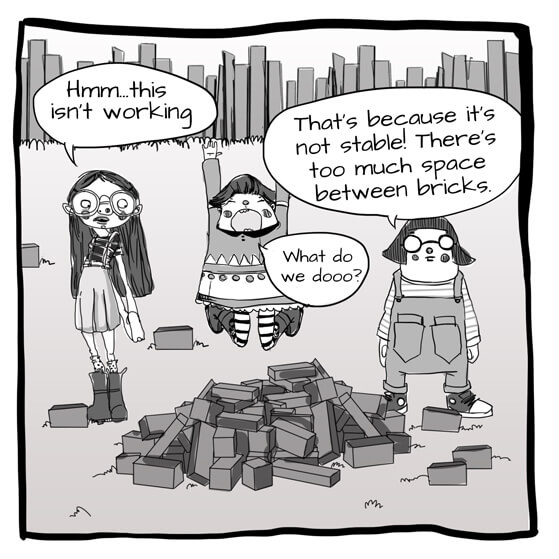 Hmm...this
isn't working
That's because it's
not stable! There's
too much space
between bricks.
What do
we dooo?